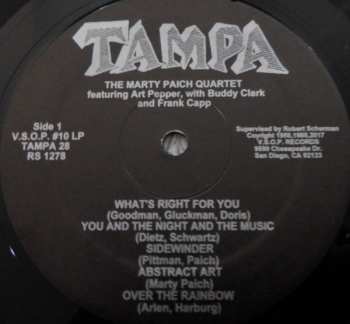 TAMPA
THE MARTY PAICH QUARTET
featuring Art Pepper, with Buddy Clark
and Frank Capp
Side 1
V.S.O.P. #10 LP
TAMPA 28
RS 1278
Supervised by Robert Scherman
Copyright 1956,1986,2017
V.S.O.P. RECORDS
Chesapeake Dr.
San Diego, CA 92123
WHAT'S RIGHT FOR YOU
(Goodman, Gluckman, Doris)
YOU AND THE NIGHT AND THE MUSIC
(Dietz, Schwartz)
SIDEWINDER
(Pittman, Paich)
ABSTRACT ART
(Marty Paich)
OVER THE RAINBOW
(Arlen, Harburg)